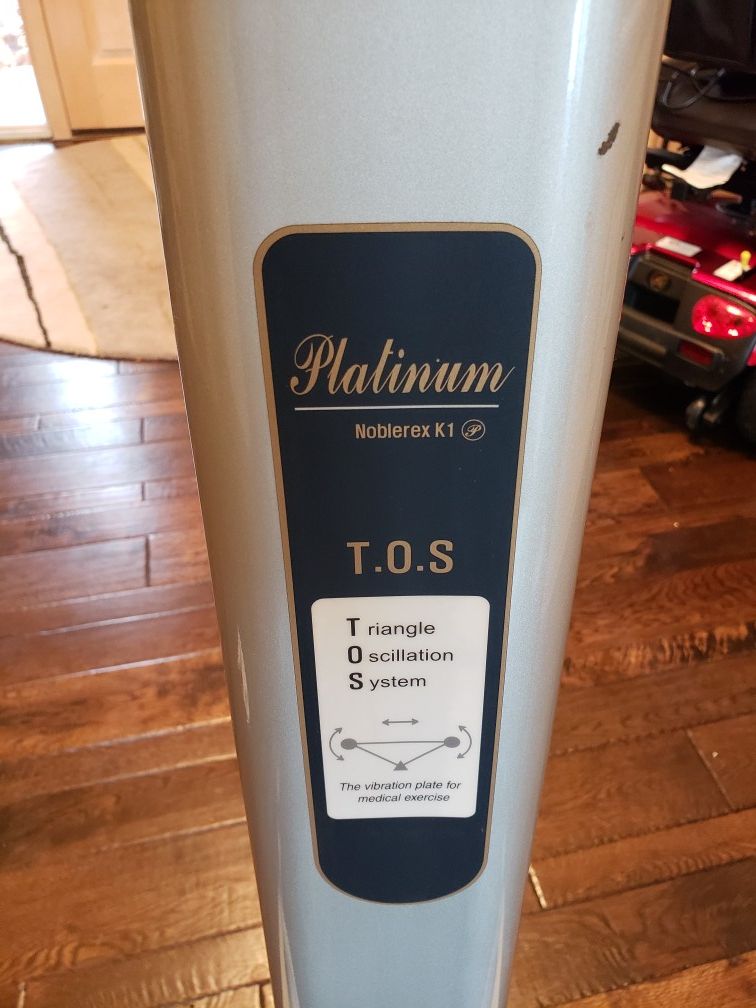 Platinum
Noblerex K1 P
T.O.S
Triangle
Oscillation
System
The vibration plate for
medical exercise